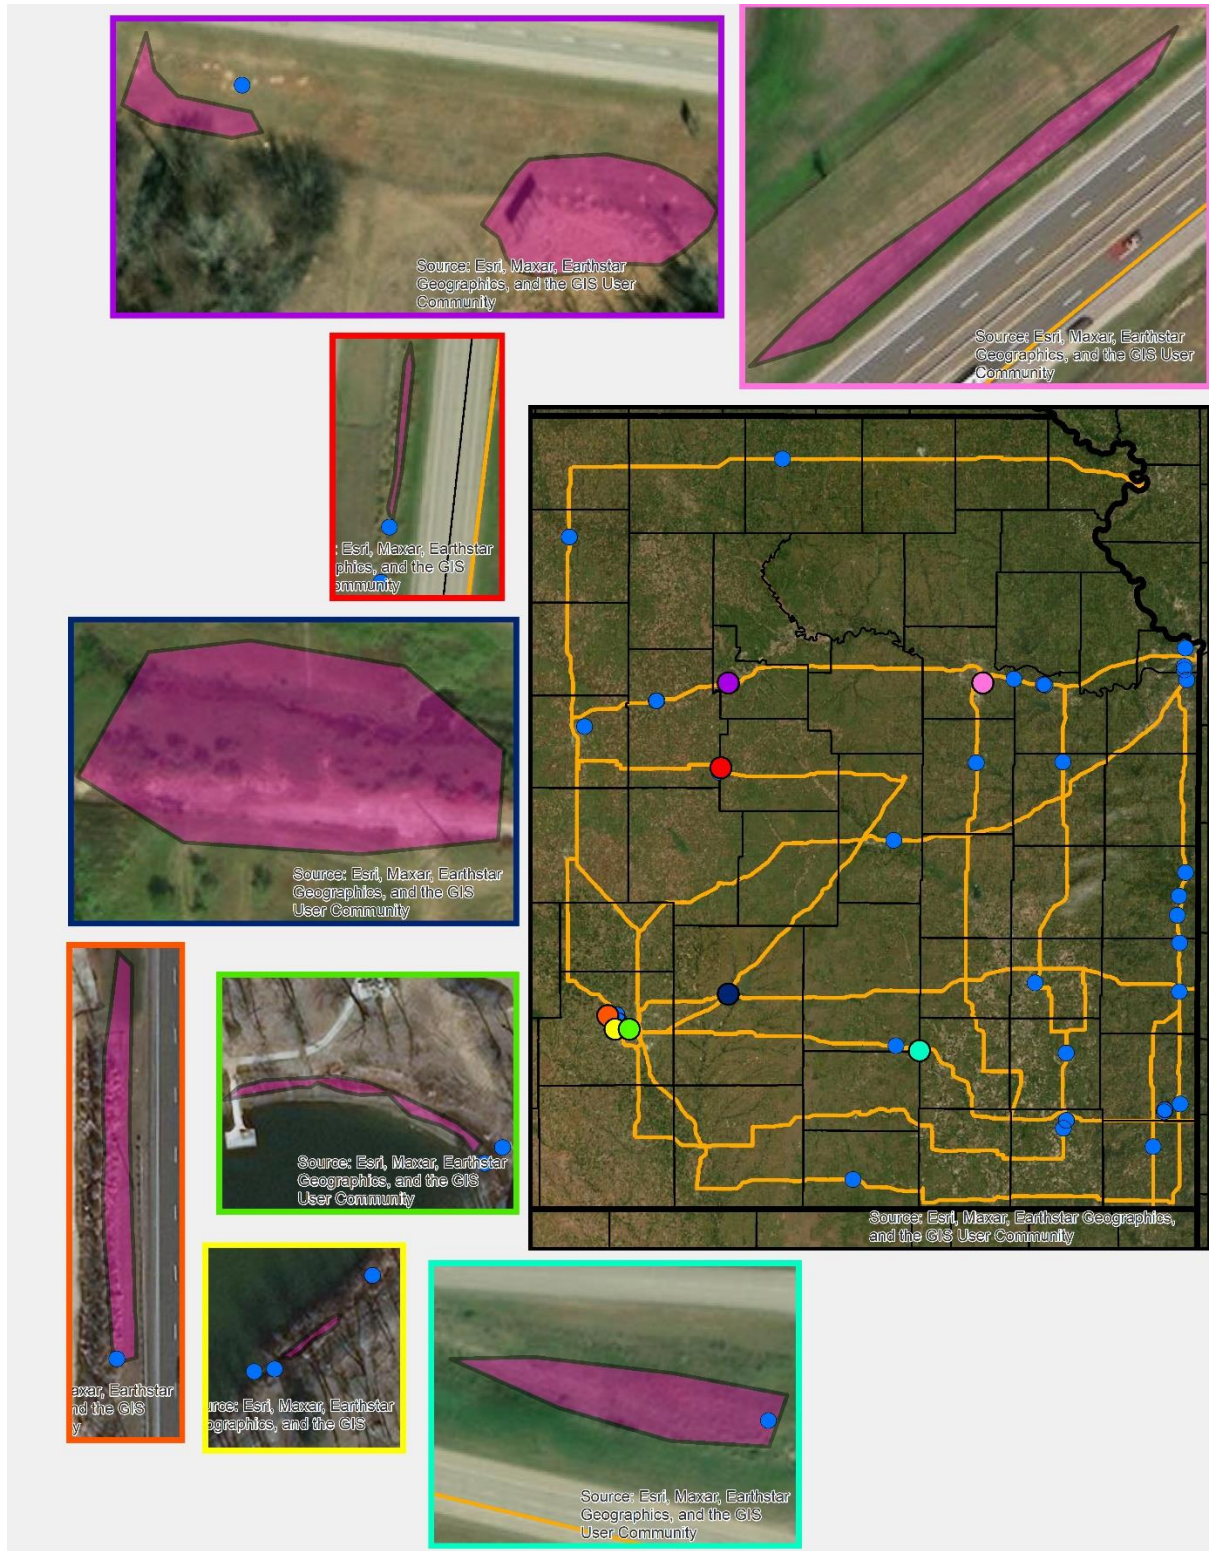 Source: Esri, Maxar, Earthstar
Geographics, and the GIS User
Community
Source: Esri, Maxar, Earthstar
Geographics, and the GIS User
Community
: Esri, Maxar, Earthstar
phics, and the GIS
ommunity
Source: Esri, Maxar, Earthstar
Geographics, and the GIS
User Community
Source: Esri, Maxar, Earthstar
Geographics, and the GIS
User Community
Source: Esri, Maxar, Earthstar Geographics,
and the GIS User Community
axar, Earthstar
nd the GIS
y
urce: Esri, Maxar, Earthstar
ographics, and the GIS
Source: Esri, Maxar, Earthstar
Geographics, and the GIS
User Community